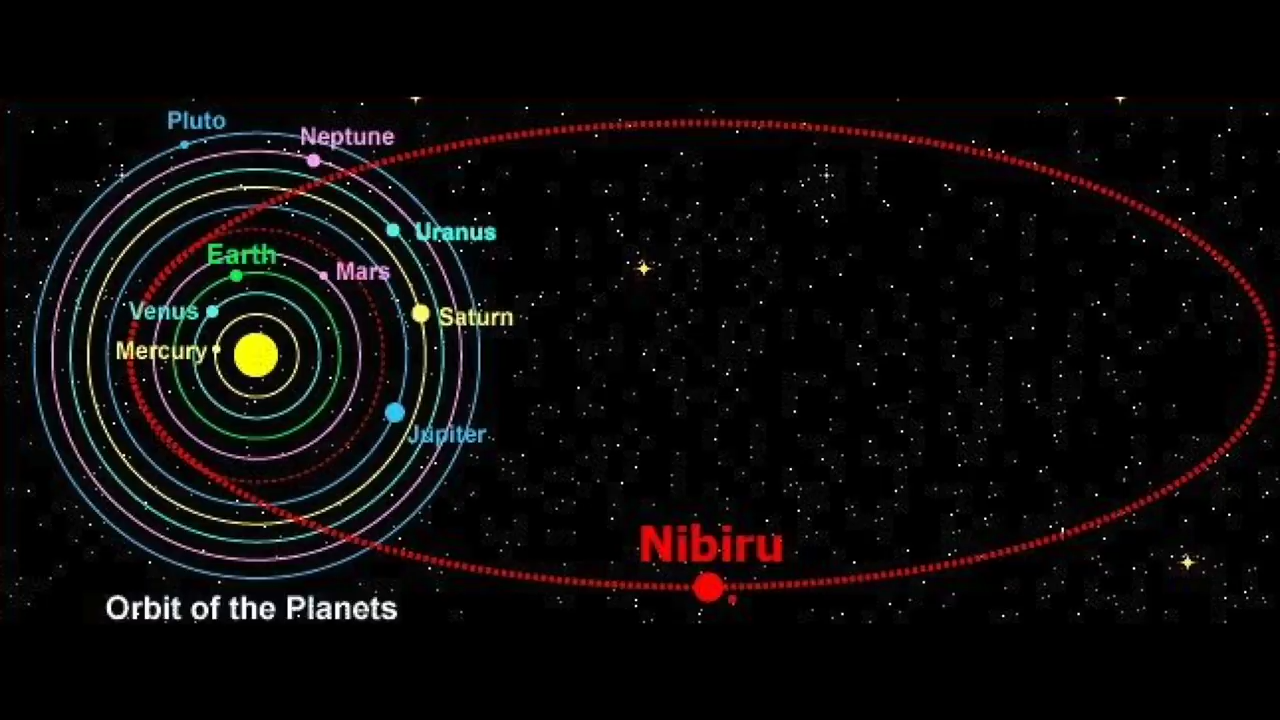 Pluto
Neptune
Uranus
Earth
Mars
Venus
Saturn
Mercury
Jupiter
Nibiru
Orbit of the Planets